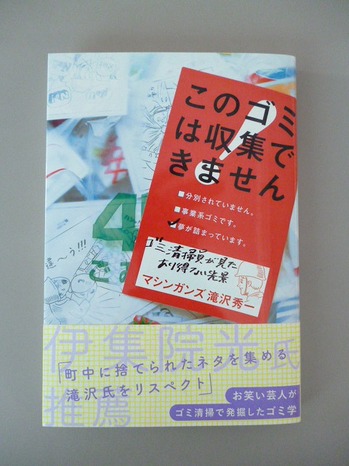 このゴミ
は収集で
きません
!
■分別されていません。
■事業系ゴミです。
■夢が詰まっています。
ゴミ清掃員が見た
あり得ない光景
マシンガンズ滝沢秀一
伊集院光氏
「町中に捨てられたネタを集める
滝沢氏をリスペクト」
推薦
お笑い芸人が
ゴミ清掃で発掘したゴミ学